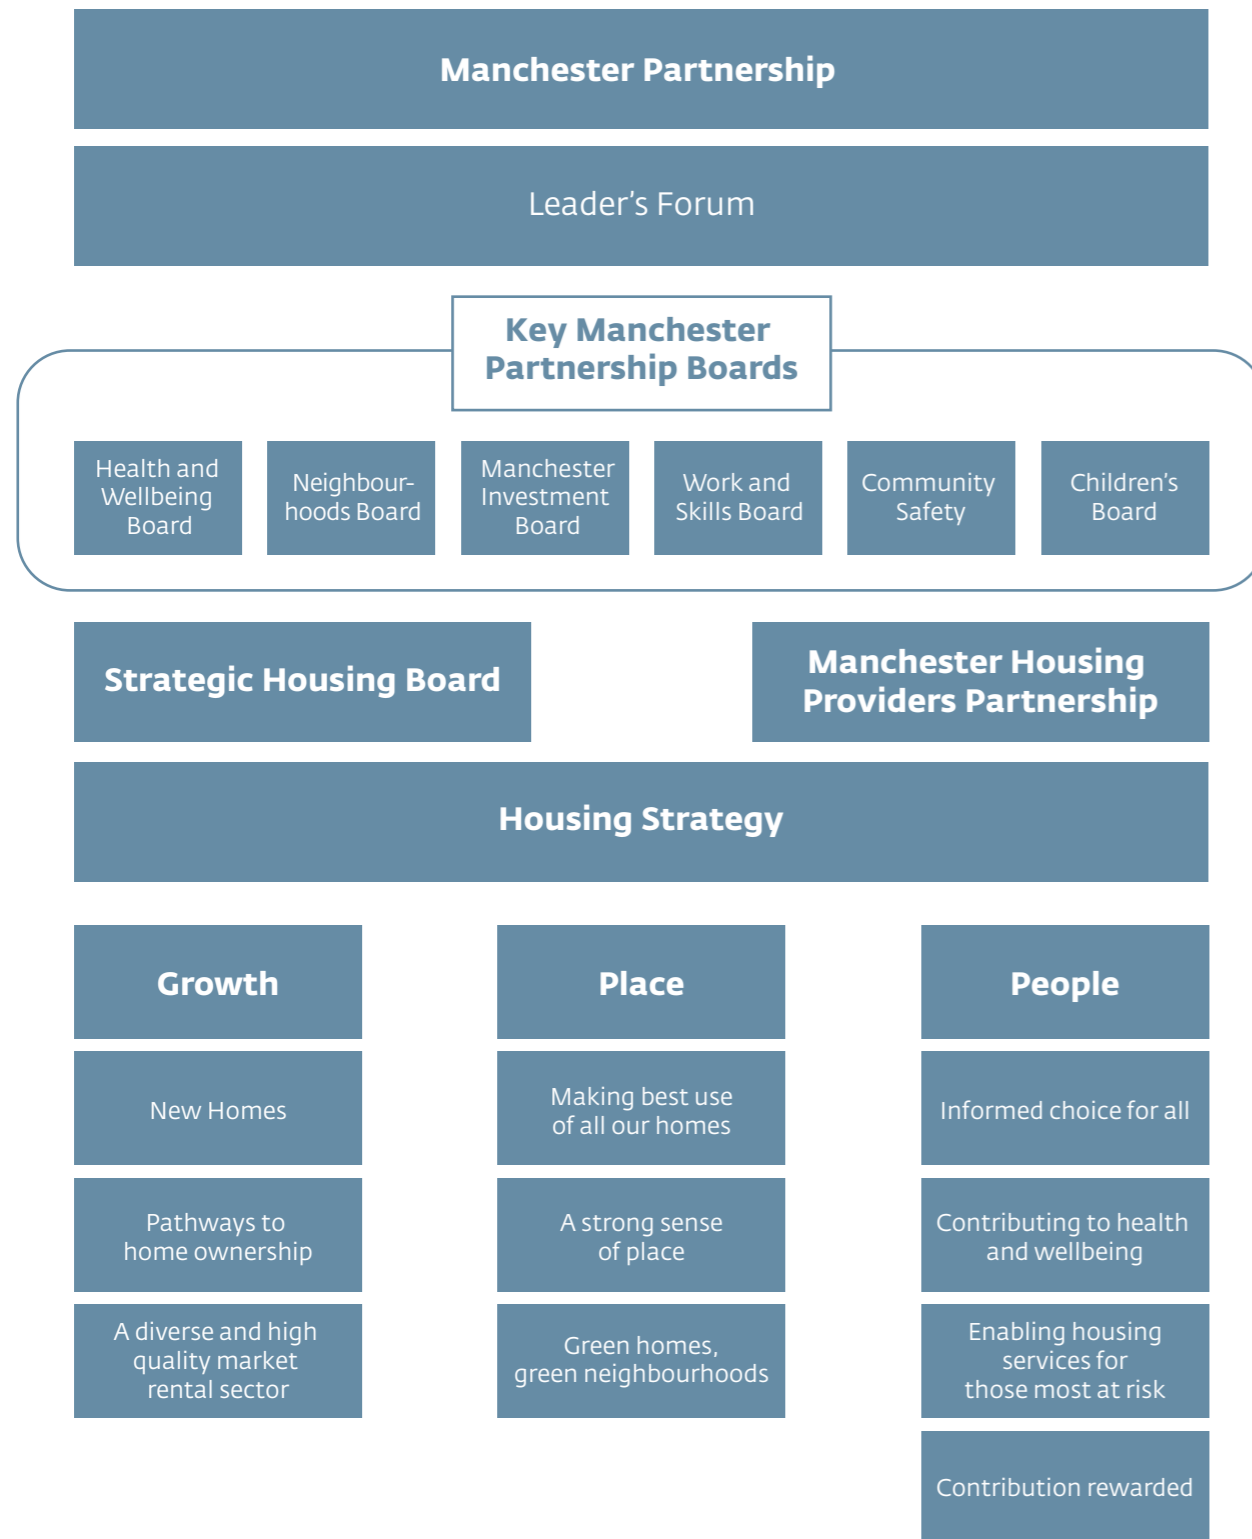 Manchester Partnership
Leader’s Forum
Key Manchester
Partnership Boards
Health and
Wellbeing
Board
Neighbour-
hoods Board
Manchester
Investment
Board
Work and
Skills Board
Community
Safety
Children’s
Board
Strategic Housing Board
Manchester Housing
Providers Partnership
Housing Strategy
Growth
New Homes
Pathways to
home ownership
A diverse and high
quality market
rental sector
Place
Making best use
of all our homes
A strong sense
of place
Green homes,
green neighbourhoods
People
Informed choice for all
Contributing to health
and wellbeing
Enabling housing
services for
those most at risk
Contribution rewarded